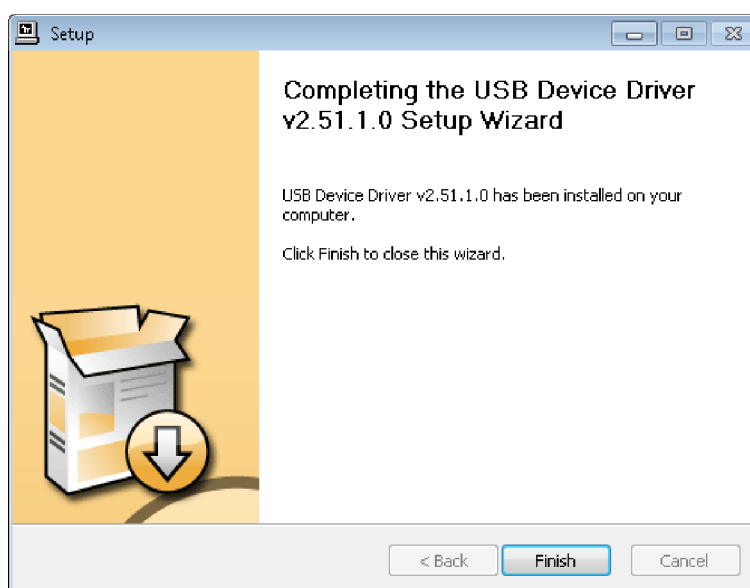 Setup
Completing the USB Device Driver
v2.51.1.0 Setup Wizard
USB Device Driver v2.51.1.0 has been installed on your
computer.
Click Finish to close this wizard.
< Back Finish Cancel